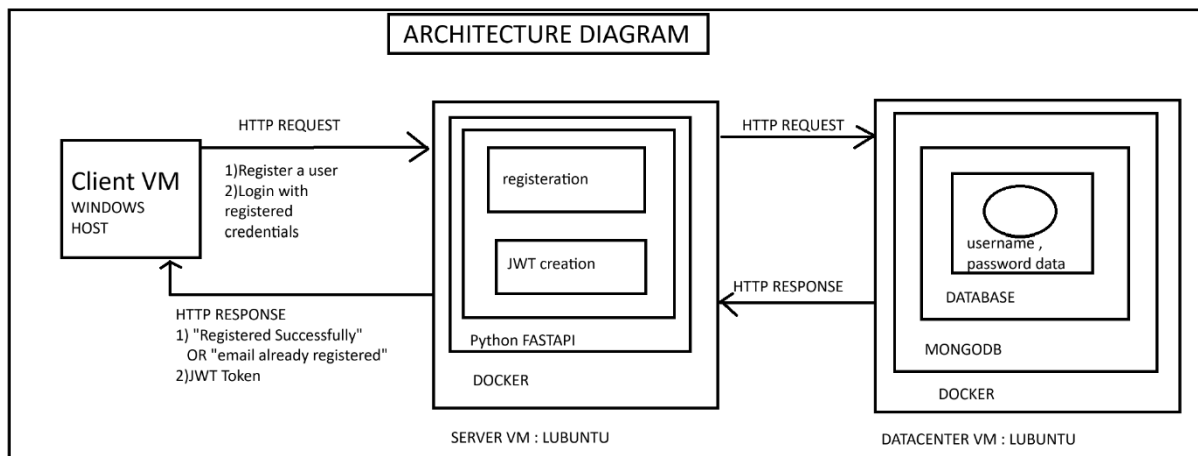 ARCHITECTURE DIAGRAM
HTTP REQUEST
Client VM
WINDOWS
HOST
1)Register a user
2)Login with
registered
credentials
HTTP RESPONSE
1) "Registered Successfully"
OR "email already registered"
2)JWT Token
registeration
JWT creation
Python FASTAPI
DOCKER
SERVER VM : LUBUNTU
HTTP REQUEST
HTTP RESPONSE
username ,
password data
DATABASE
MONGODB
DOCKER
DATACENTER VM : LUBUNTU